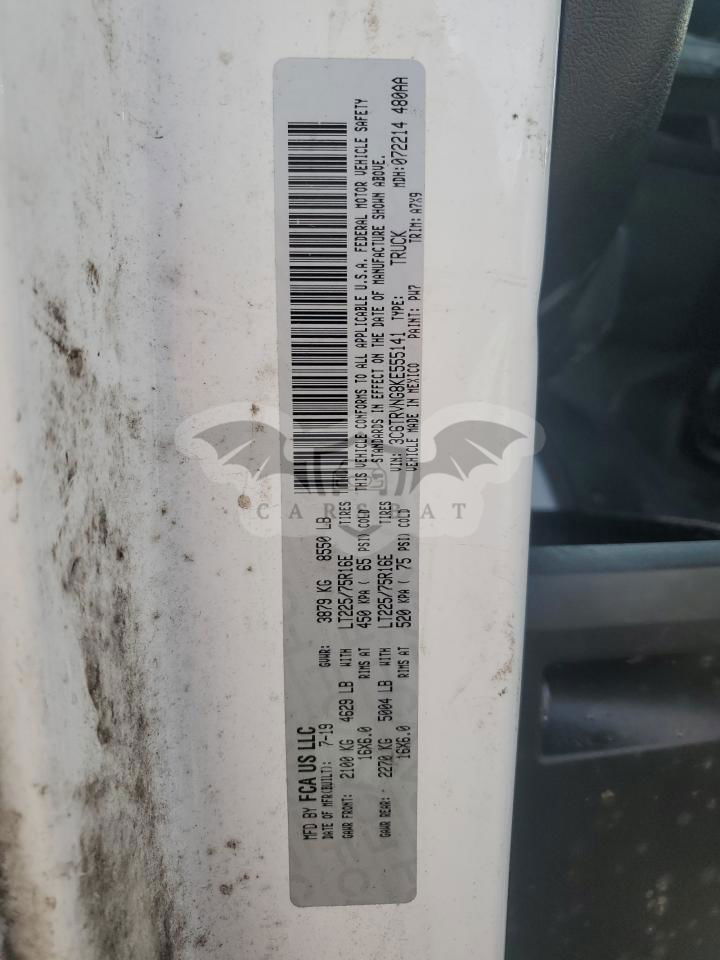 MFD BY FCA US LLC
DATE OF MFR(BUILT): 7-19 GVWR: 3879 KG 8550 LB
GAWR FRONT: 2100 KG 4629 LB WITH LT225/75R16E TIRES
16X6.0 RIMS AT 450 KPA ( 65 PSI) COLD
GAWR REAR: 2270 KG 5004 LB WITH LT225/75R16E TIRES
16X6.0 RIMS AT 520 KPA ( 75 PSI) COLD
THIS VEHICLE CONFORMS TO ALL APPLICABLE U.S.A. FEDERAL MOTOR VEHICLE SAFETY
STANDARDS IN EFFECT ON THE DATE OF MANUFACTURE SHOWN ABOVE.
VIN: 3C6TRVNG8KE555141 TYPE: TRUCK MDH:072214 480AA
VEHICLE MADE IN MEXICO PAINT: PW7 TRIM: A7X9
CARSBAT